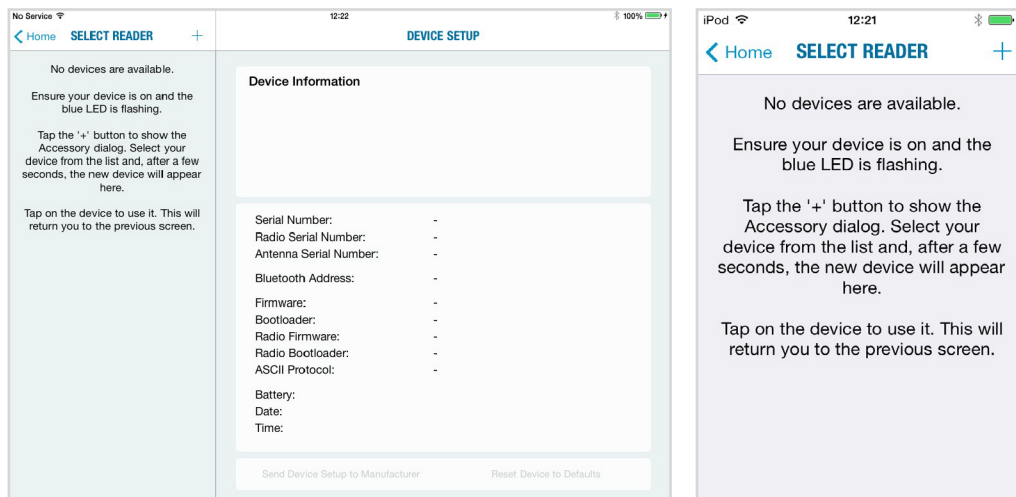 No Service 12:22 100%
Home SELECT READER + DEVICE SETUP
No devices are available.
Ensure your device is on and the
blue LED is flashing.
Tap the '+' button to show the
Accessory dialog. Select your
device from the list and, after a few
seconds, the new device will appear
here.
Tap on the device to use it. This will
return you to the previous screen.
Device Information
Serial Number: -
Radio Serial Number: -
Antenna Serial Number: -
Bluetooth Address: -
Firmware: -
Bootloader: -
Radio Firmware: -
Radio Bootloader: -
ASCII Protocol: -
Battery:
Date:
Time:
Send Device Setup to Manufacturer Reset Device to Defaults
iPod 12:21
Home SELECT READER +
No devices are available.
Ensure your device is on and the
blue LED is flashing.
Tap the '+' button to show the
Accessory dialog. Select your
device from the list and, after a few
seconds, the new device will appear
here.
Tap on the device to use it. This will
return you to the previous screen.